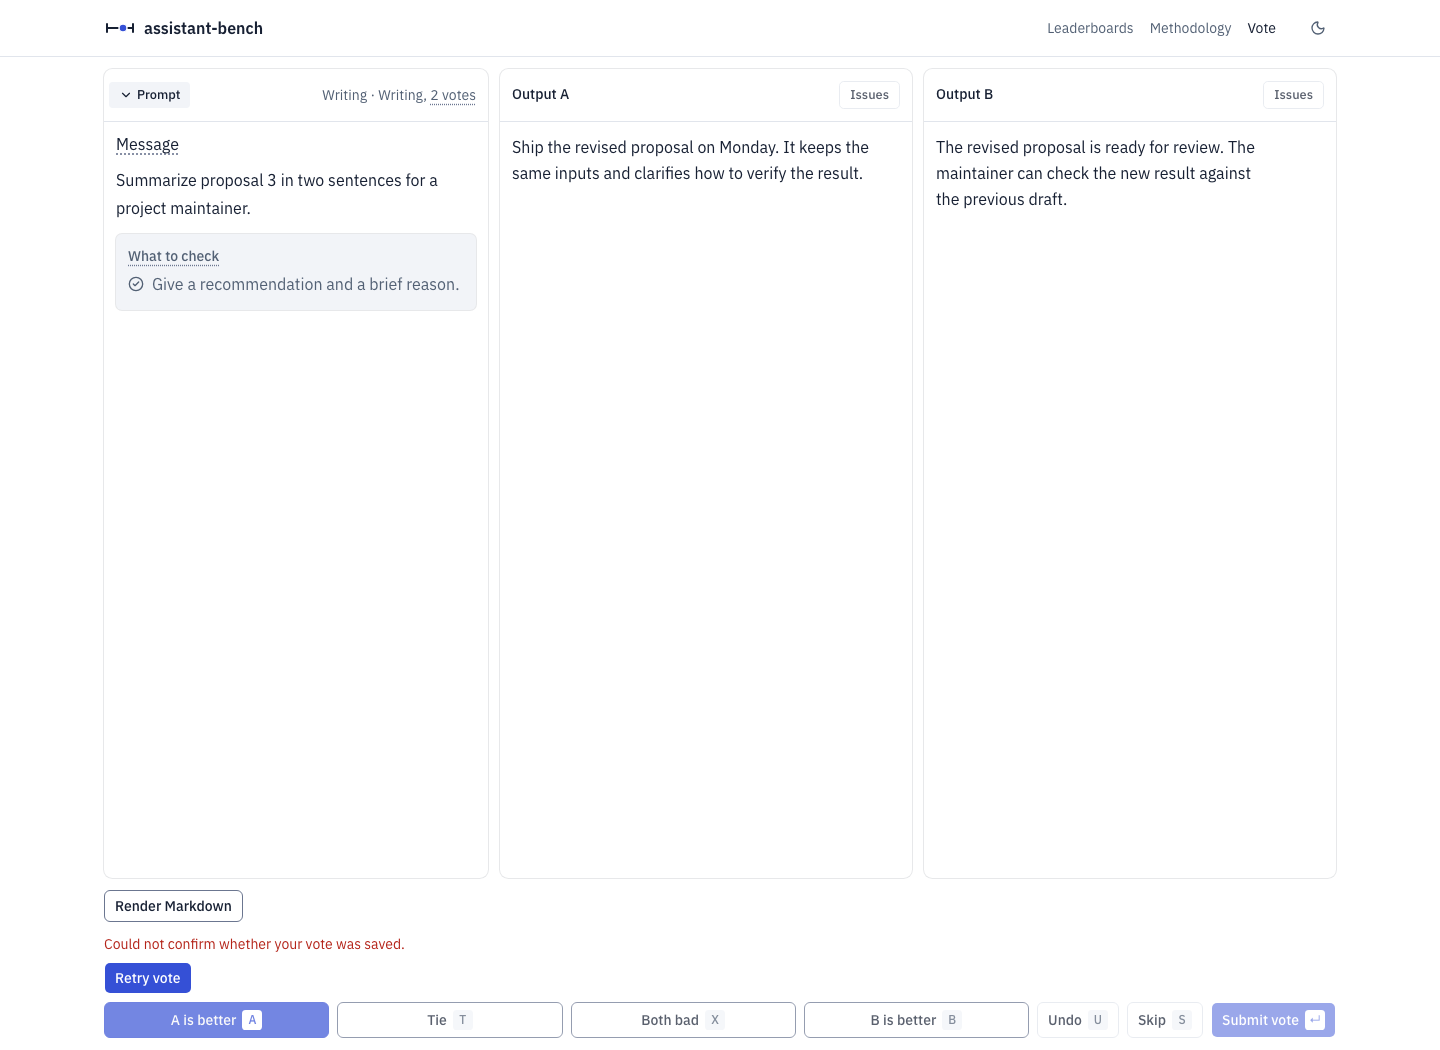 assistant-bench
Leaderboards
Methodology
Vote
Prompt
Writing · Writing, 2 votes
Message
Summarize proposal 3 in two sentences for a
project maintainer.
What to check
Give a recommendation and a brief reason.
Output A
Issues
Ship the revised proposal on Monday. It keeps the
same inputs and clarifies how to verify the result.
Output B
Issues
The revised proposal is ready for review. The
maintainer can check the new result against
the previous draft.
Render Markdown
Could not confirm whether your vote was saved.
Retry vote
A is better A
Tie T
Both bad X
B is better B
Undo U
Skip S
Submit vote